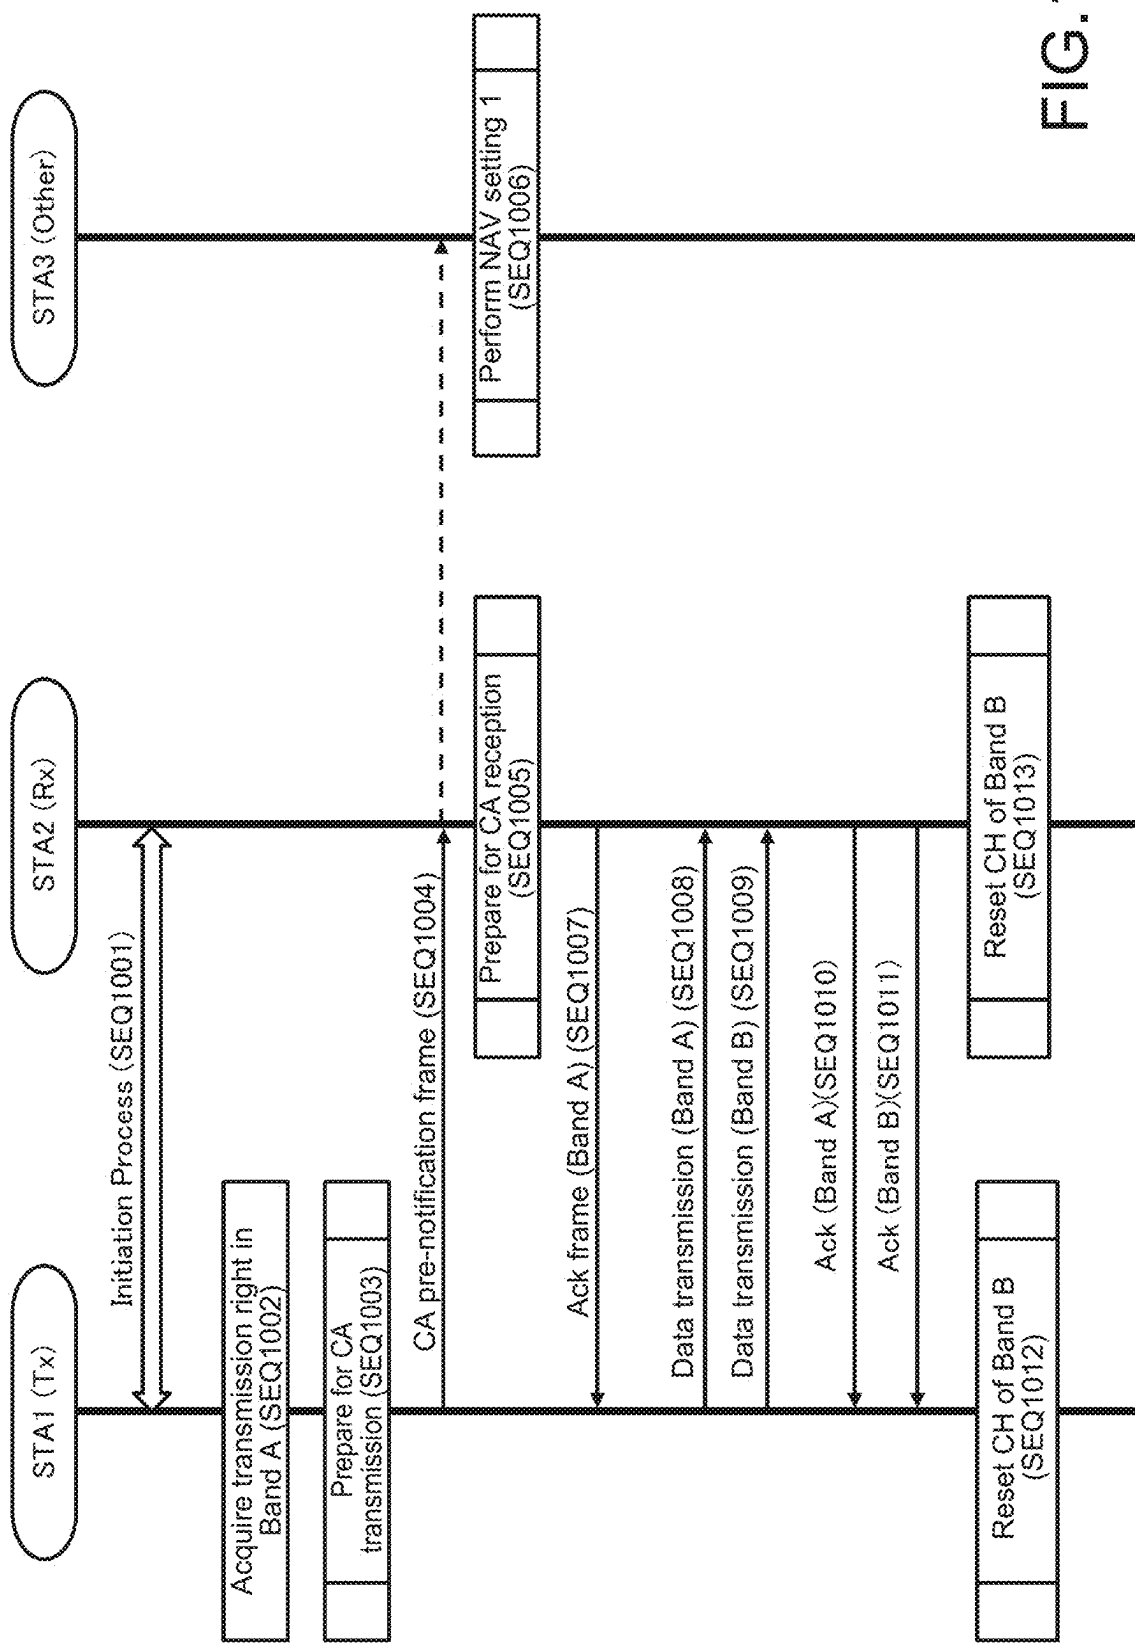 STA1 (Tx)
STA2 (Rx)
STA3 (Other)
Initiation Process (SEQ1001)
Acquire transmission right in
Band A (SEQ1002)
Prepare for CA
transmission (SEQ1003)
CA pre-notification frame (SEQ1004)
Prepare for CA reception
(SEQ1005)
Perform NAV setting 1
(SEQ1006)
Ack frame (Band A) (SEQ1007)
Data transmission (Band A) (SEQ1008)
Data transmission (Band B) (SEQ1009)
Ack (Band A)(SEQ1010)
Ack (Band B)(SEQ1011)
Reset CH of Band B
(SEQ1012)
Reset CH of Band B
(SEQ1013)
FIG.